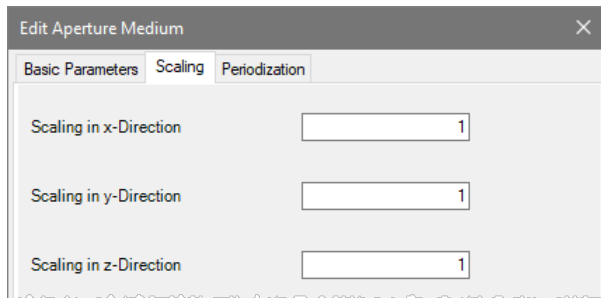 Edit Aperture Medium
Basic Parameters Scaling Periodization
Scaling in x-Direction 1
Scaling in y-Direction 1
Scaling in z-Direction 1